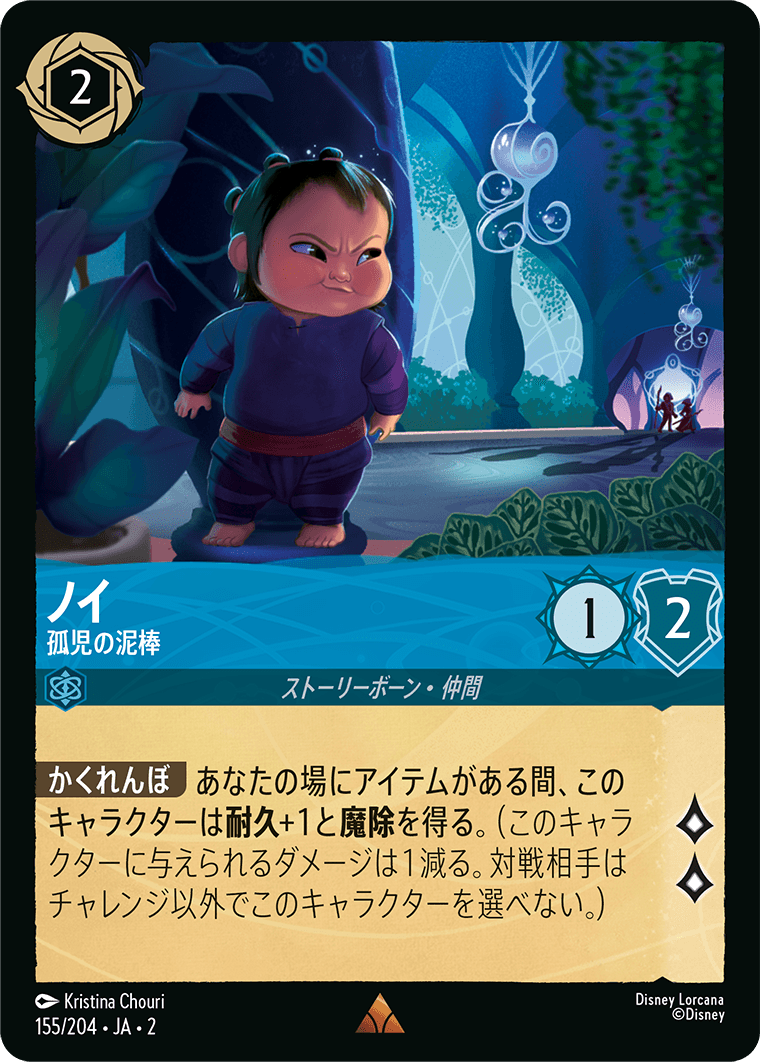 2
ノイ
孤児の泥棒
1
2
ストーリーボーン・仲間
かくれんぼ あなたの場にアイテムがある間、この
キャラクターは耐久+1と魔除を得る。(このキャラ
クターに与えられるダメージは1減る。対戦相手は
チャレンジ以外でこのキャラクターを選べない。)
Kristina Chouri
155/204・JA・2
Disney Lorcana
©Disney